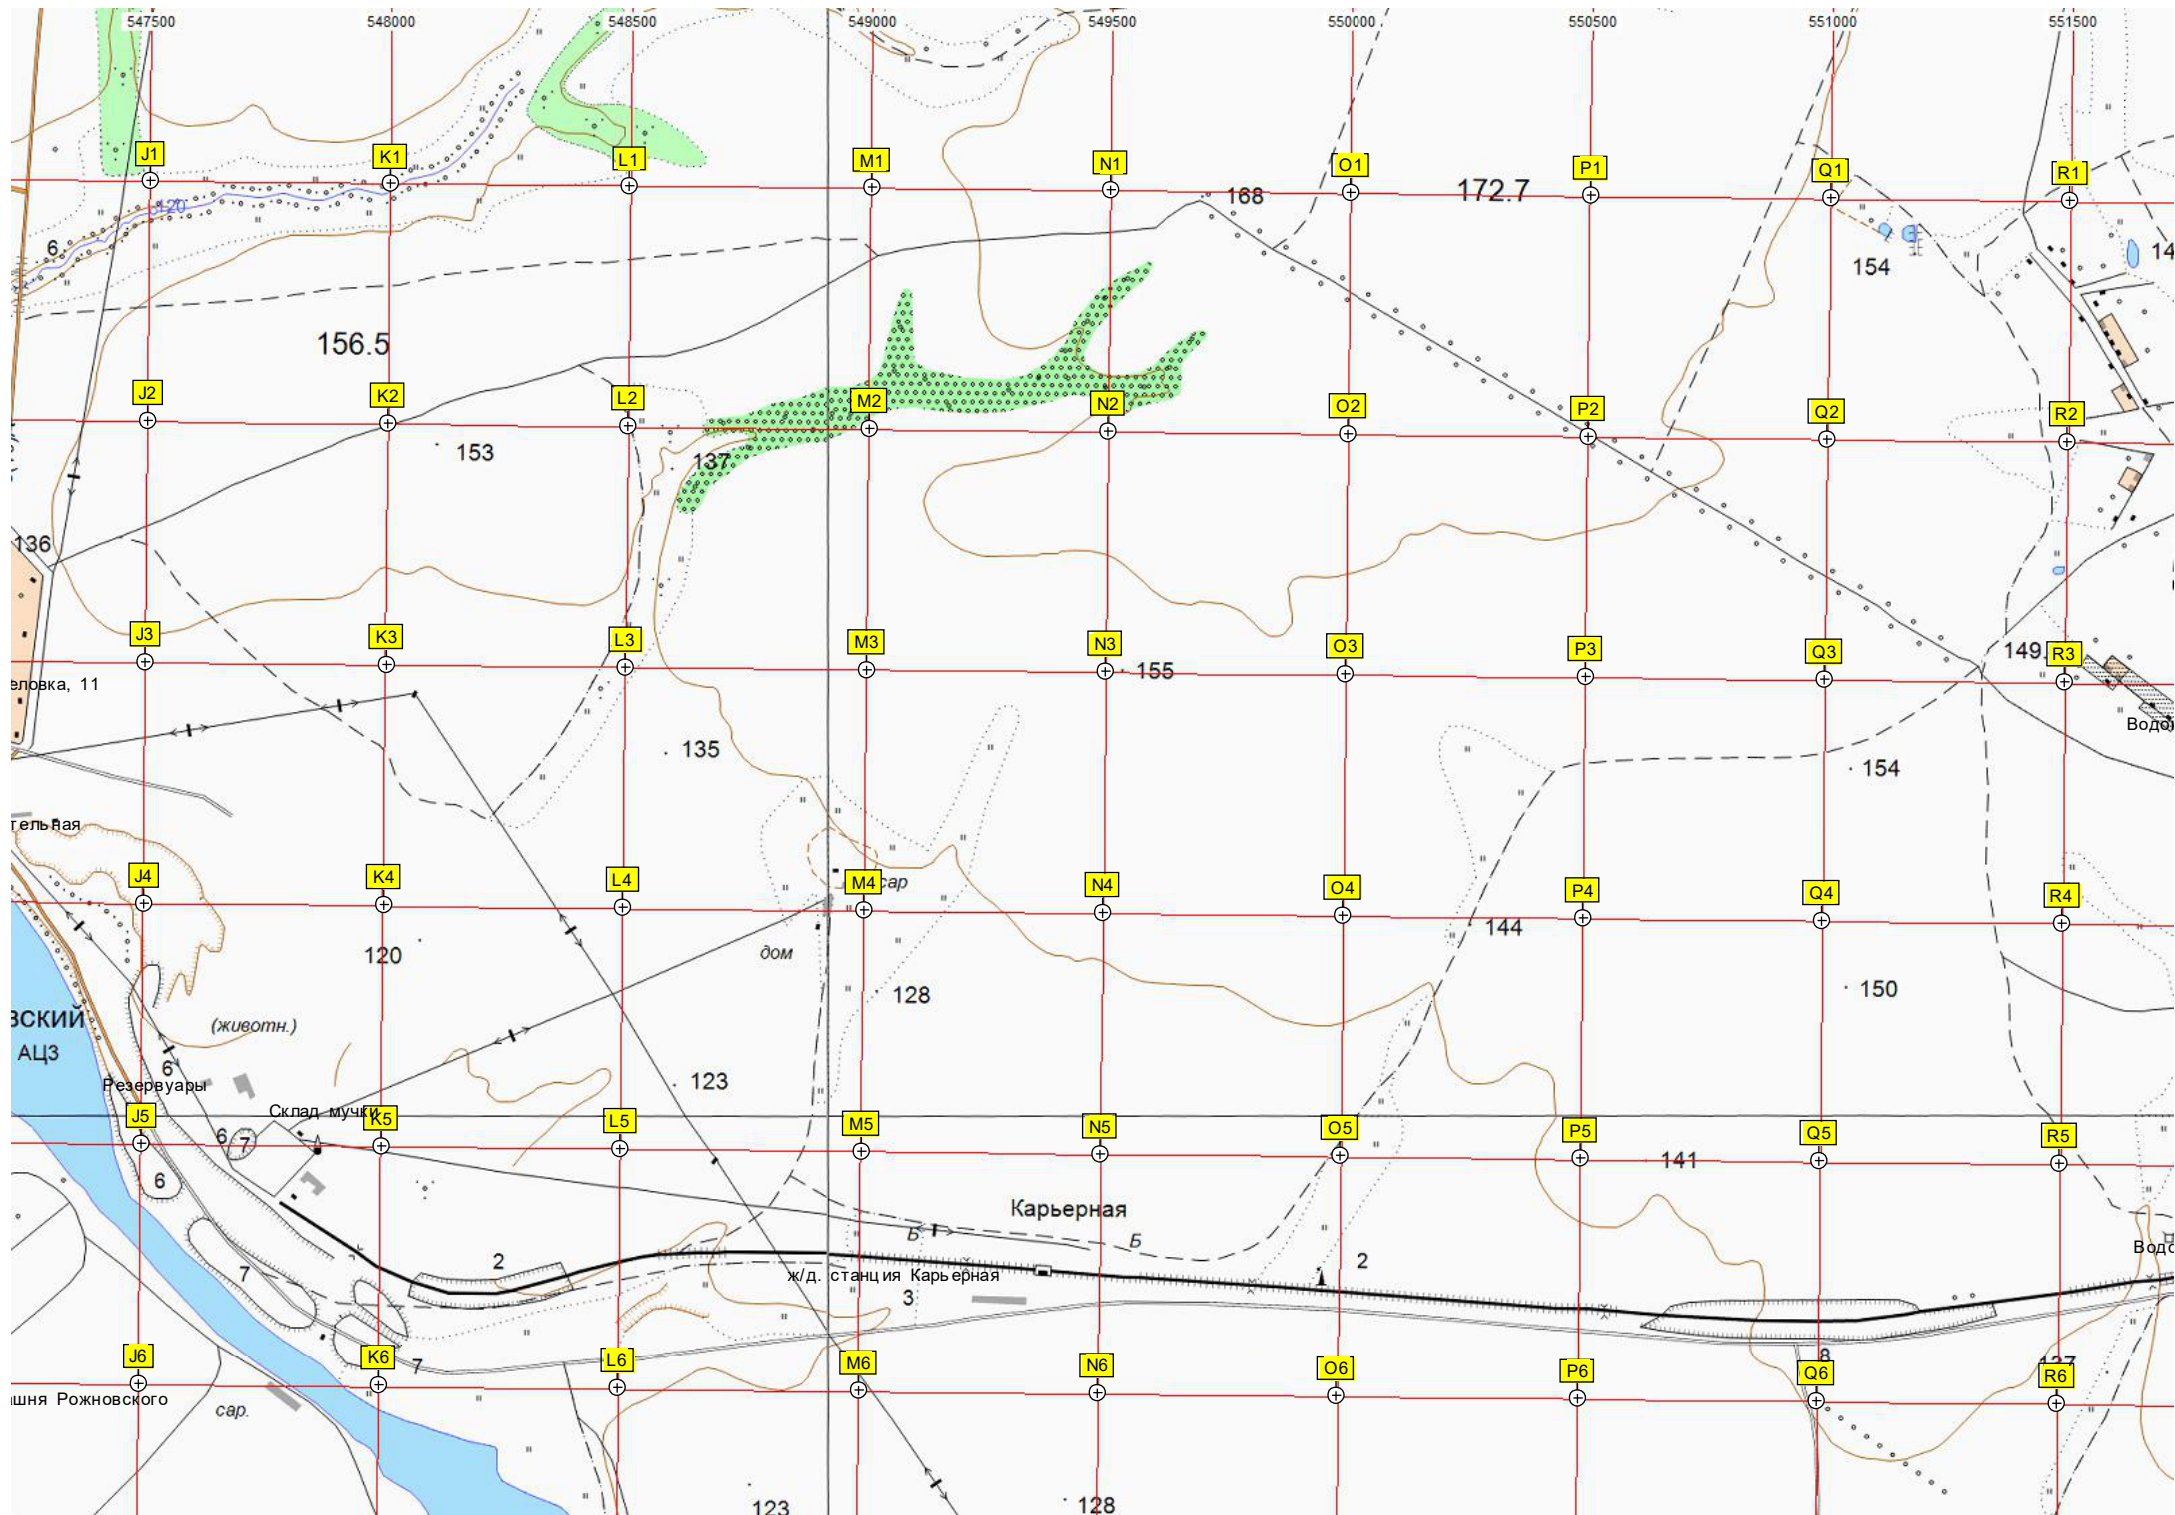 547500 548000 548500 549000 549500 550000 550500 551000 551500
J1 K1 L1 M1 N1 O1 P1 Q1 R1
168 172.7
120
6
154 14
156.5
J2 K2 L2 M2 N2 O2 P2 Q2 R2
153 137
136
J3 K3 L3 M3 N3 O3 P3 Q3 R3
155 149
еловка, 11
Водо
135 154
тельная
J4 K4 L4 M4 N4 O4 P4 Q4 R4
сар
144
120 дом
128 150
вский
(животн.)
АЦЗ
6
Резервуары 123
Склад мучки
J5 K5 L5 M5 N5 O5 P5 Q5 R5
6 7
141
6
Карьерная
Б Б
Водо
2 2
7
ж/д. станция Карьерная
3
8 137
J6 K6 L6 M6 N6 O6 P6 Q6 R6
7
шня Рожновского
сар.
123 128